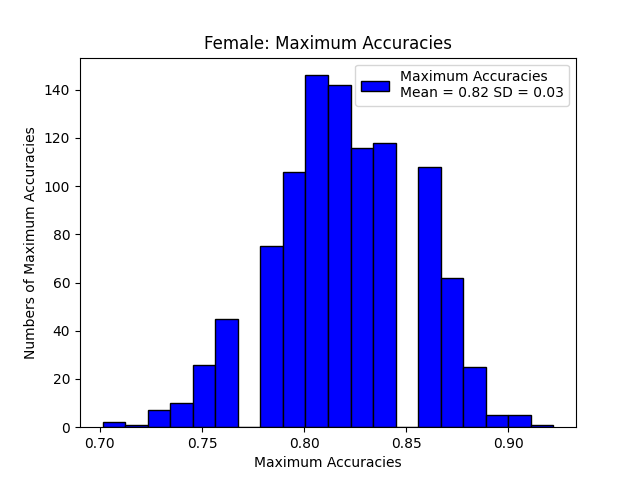 Female: Maximum Accuracies
Maximum Accuracies
Mean = 0.82 SD = 0.03
Numbers of Maximum Accuracies
140
120
100
80
60
40
20
0
0.70 0.75 0.80 0.85 0.90
Maximum Accuracies